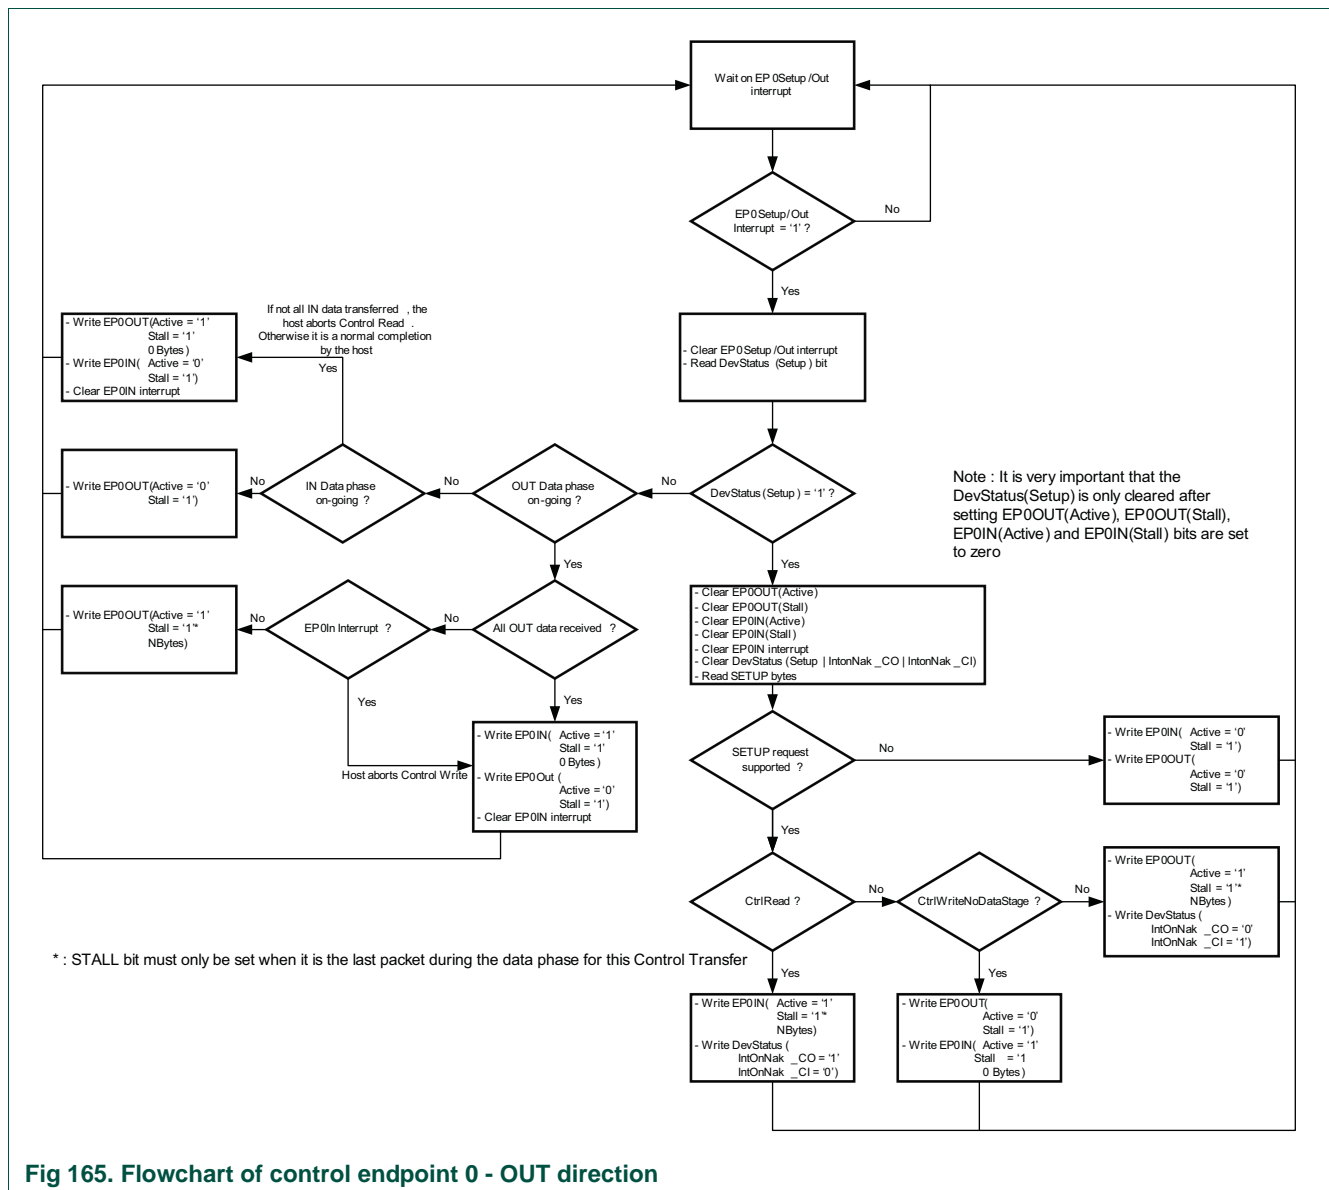 Wait on EP0Setup/Out
interrupt
EP0Setup/Out
Interrupt = ‘1’ ?
No
Yes
- Clear EP0Setup/Out interrupt
- Read DevStatus (Setup) bit
If not all IN data transferred , the
host aborts Control Read .
Otherwise it is a normal completion
by the host
Yes
- Write EP0OUT(Active = ‘1’
Stall = ‘1’
0 Bytes)
- Write EP0IN( Active = ‘0’
Stall = ‘1’)
- Clear EP0IN interrupt
- Write EP0OUT(Active = ‘0’
Stall = ‘1’)
No
IN Data phase
on-going ?
No
OUT Data phase
on-going ?
No
DevStatus(Setup) = ‘1’ ?
Note : It is very important that the
DevStatus(Setup) is only cleared after
setting EP0OUT(Active), EP0OUT(Stall),
EP0IN(Active) and EP0IN(Stall) bits are set
to zero
Yes
Yes
- Write EP0OUT(Active = ‘1’
Stall = ‘1’*
NBytes)
No
EP0In Interrupt ?
No
All OUT data received ?
- Clear EP0OUT(Active)
- Clear EP0OUT(Stall)
- Clear EP0IN(Active)
- Clear EP0IN(Stall)
- Clear EP0IN interrupt
- Clear DevStatus (Setup | IntonNak_CO | IntonNak_CI)
- Read SETUP bytes
Yes
Yes
Host aborts Control Write
- Write EP0IN( Active = ‘1’
Stall = ‘1’
0 Bytes)
- Write EP0Out (
Active = ‘0’
Stall = ‘1’)
- Clear EP0IN interrupt
SETUP request
supported ?
No
- Write EP0IN( Active = ‘0’
Stall = ‘1’)
- Write EP0OUT(
Active = ‘0’
Stall = ‘1’)
Yes
CtrlRead ?
No
CtrlWriteNoDataStage ?
No
- Write EP0OUT(
Active = ‘1’
Stall = ‘1’*
NBytes)
- Write DevStatus (
IntOnNak _CO = ‘0’
IntOnNak _CI = ‘1’)
* : STALL bit must only be set when it is the last packet during the data phase for this Control Transfer
Yes
Yes
- Write EP0IN( Active = ‘1’
Stall = ‘1’*
NBytes)
- Write DevStatus (
IntOnNak _CO = ‘1’
IntOnNak _CI = ‘0’)
- Write EP0OUT(
Active = ‘0’
Stall = ‘1’)
- Write EP0IN( Active = ‘1’
Stall = ‘1
0 Bytes)
Fig 165. Flowchart of control endpoint 0 - OUT direction